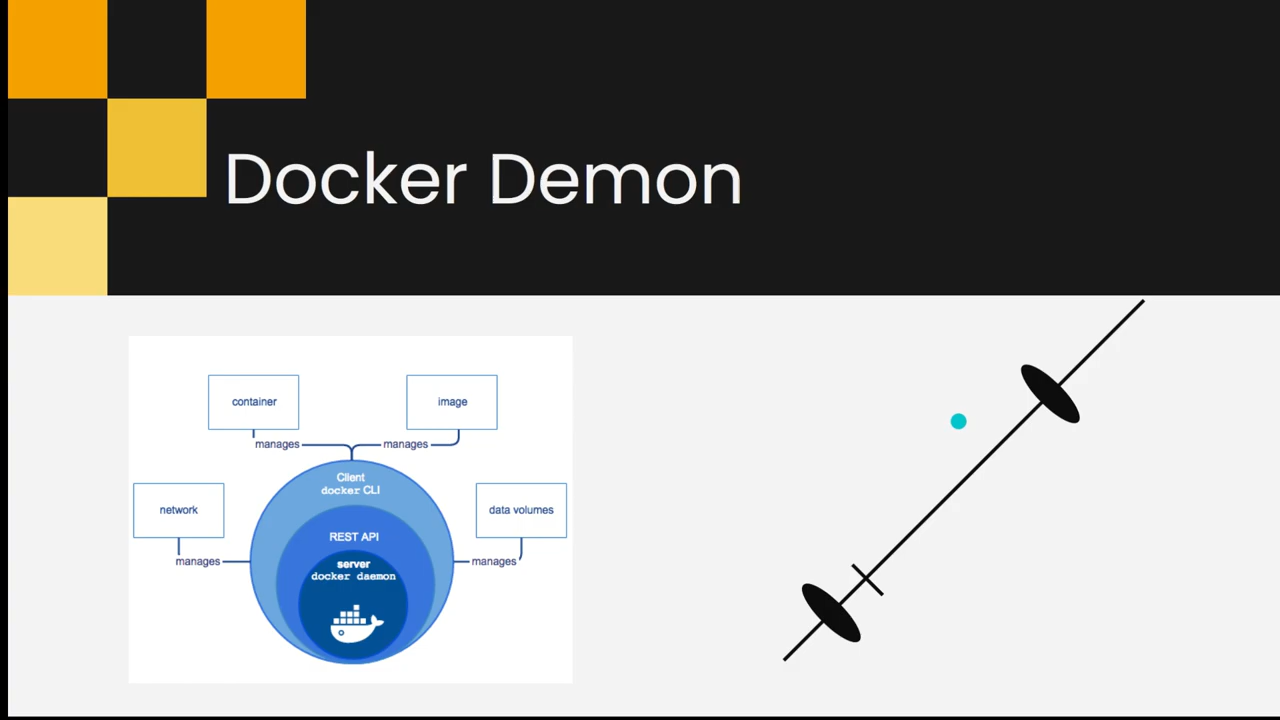 Docker Demon
container
image
manages
manages
Client
docker CLI
network
data volumes
REST API
manages
manages
server
docker daemon